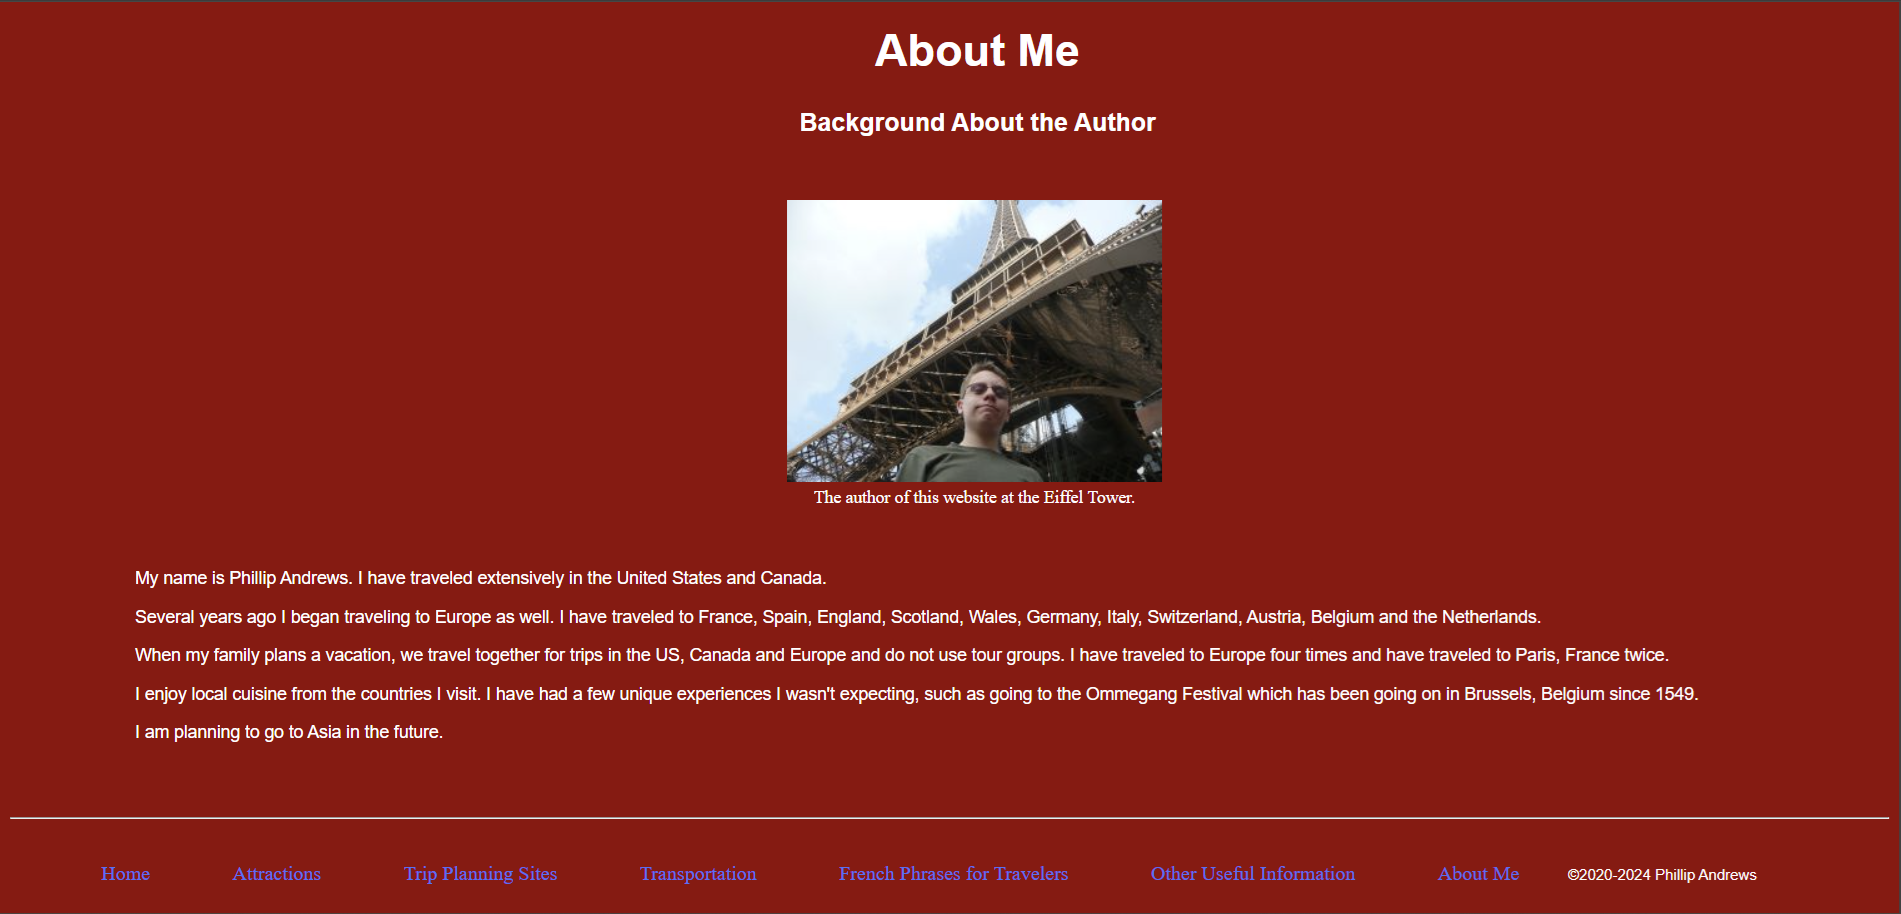 About Me
Background About the Author
The author of this website at the Eiffel Tower.
My name is Phillip Andrews. I have traveled extensively in the United States and Canada.
Several years ago I began traveling to Europe as well. I have traveled to France, Spain, England, Scotland, Wales, Germany, Italy, Switzerland, Austria, Belgium and the Netherlands.
When my family plans a vacation, we travel together for trips in the US, Canada and Europe and do not use tour groups. I have traveled to Europe four times and have traveled to Paris, France twice.
I enjoy local cuisine from the countries I visit. I have had a few unique experiences I wasn't expecting, such as going to the Ommegang Festival which has been going on in Brussels, Belgium since 1549.
I am planning to go to Asia in the future.
Home Attractions Trip Planning Sites Transportation French Phrases for Travelers Other Useful Information About Me ©2020-2024 Phillip Andrews